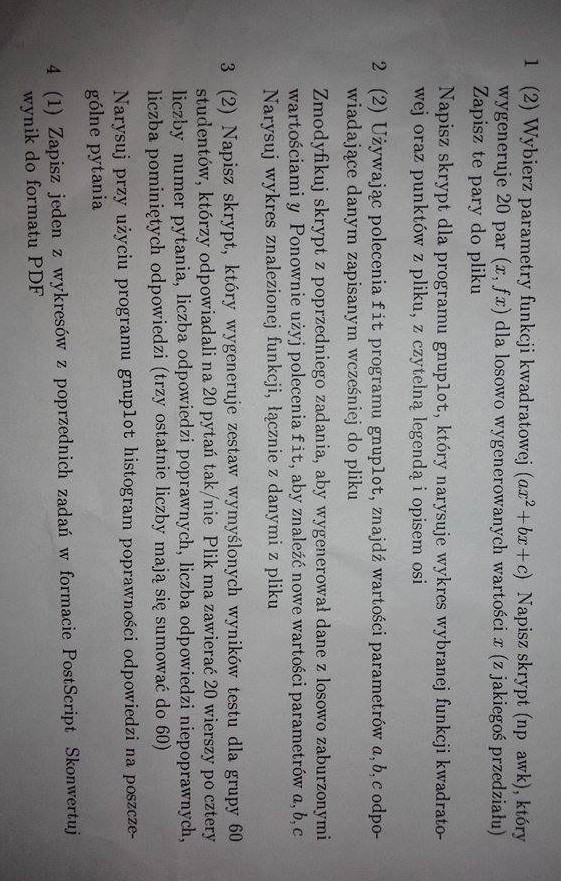 1 (2) Wybierz parametry funkcji kwadratowej (ax²+bx+c) Napisz skrypt (np awk), który
wygeneruje 20 par (x, fx) dla losowo wygenerowanych wartości x (z jakiegoś przedziału)
Zapisz te pary do pliku
Napisz skrypt dla programu gnuplot, który narysuje wykres wybranej funkcji kwadrato-
wej oraz punktów z pliku, z czytelną legendą i opisem osi
2 (2) Używając polecenia fit programu gnuplot, znajdź wartości parametrów a, b, c odpo-
wiadające danym zapisanym wcześniej do pliku
Zmodyfikuj skrypt z poprzedniego zadania, aby wygenerował dane z losowo zaburzonymi
wartościami y Ponownie użyj polecenia fit, aby znaleźć nowe wartości parametrów a, b, c
Narysuj wykres znalezionej funkcji, łącznie z danymi z pliku
3 (2) Napisz skrypt, który wygeneruje zestaw wymyślonych wyników testu dla grupy 60
studentów, którzy odpowiadali na 20 pytań tak/nie Plik ma zawierać 20 wierszy po cztery
liczby numer pytania, liczba odpowiedzi poprawnych, liczba odpowiedzi niepoprawnych,
liczba pominiętych odpowiedzi (trzy ostatnie liczby mają się sumować do 60)
Narysuj przy użyciu programu gnuplot histogram poprawności odpowiedzi na poszcze-
gólne pytania
4 (1) Zapisz jeden z wykresów z poprzednich zadań w formacie PostScript Skonwertuj
wynik do formatu PDF